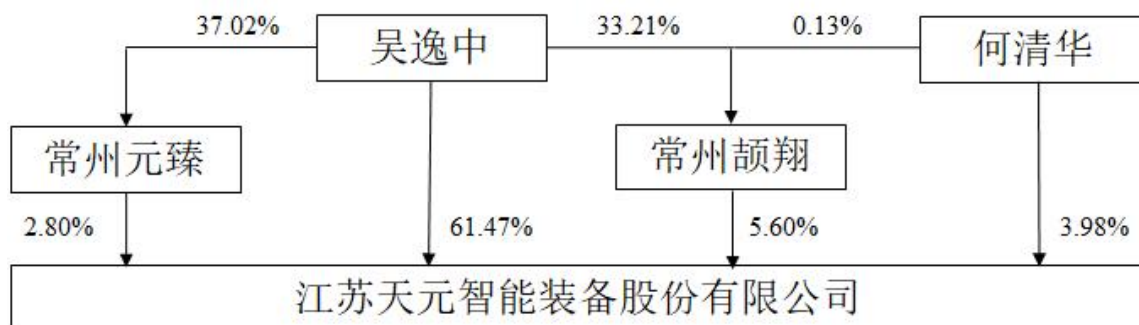 37.02%
吴逸中
33.21%
0.13%
何清华
常州元臻
常州颉翔
2.80%
61.47%
5.60%
3.98%
江苏天元智能装备股份有限公司